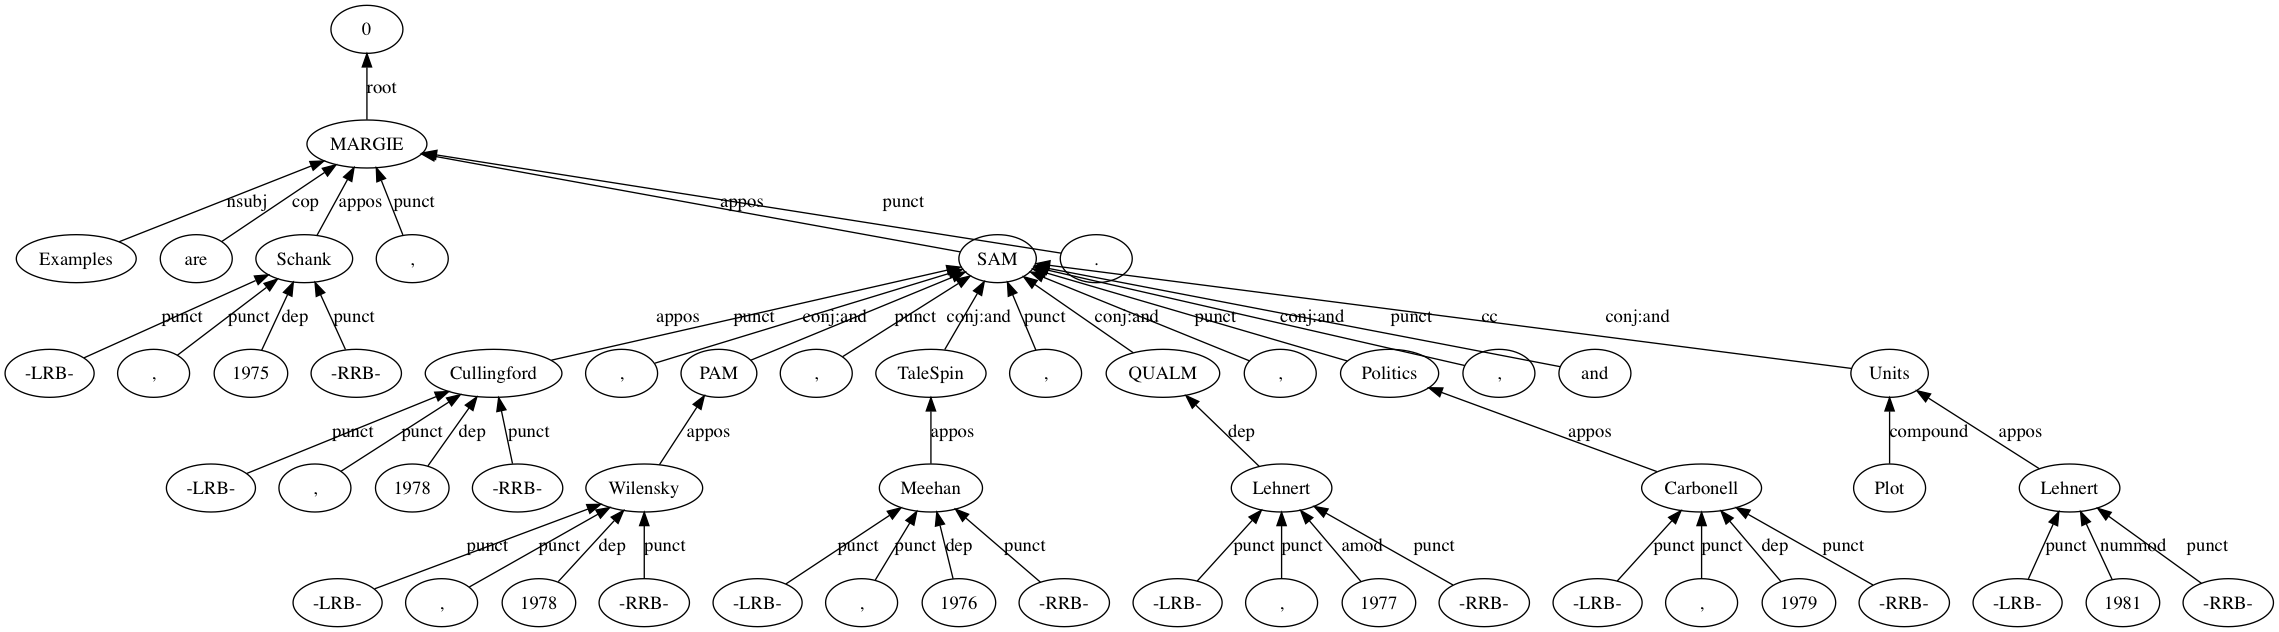 0
root
MARGIE
nsubj cop appos punct appos punct
Examples are Schank , SAM .
punct punct dep punct appos punct conj:and punct conj:and punct conj:and punct conj:and punct cc conj:and
-LRB- , 1975 -RRB- Cullingford , PAM , TaleSpin , QUALM , Politics , and Units
punct punct dep punct appos appos dep appos compound appos
-LRB- , 1978 -RRB- Wilensky Meehan Lehnert Carbonell Plot Lehnert
punct punct dep punct punct punct dep punct punct punct amod punct punct punct dep punct punct nummod punct
-LRB- , 1978 -RRB- -LRB- , 1976 -RRB- -LRB- , 1977 -RRB- -LRB- , 1979 -RRB- -LRB- 1981 -RRB-